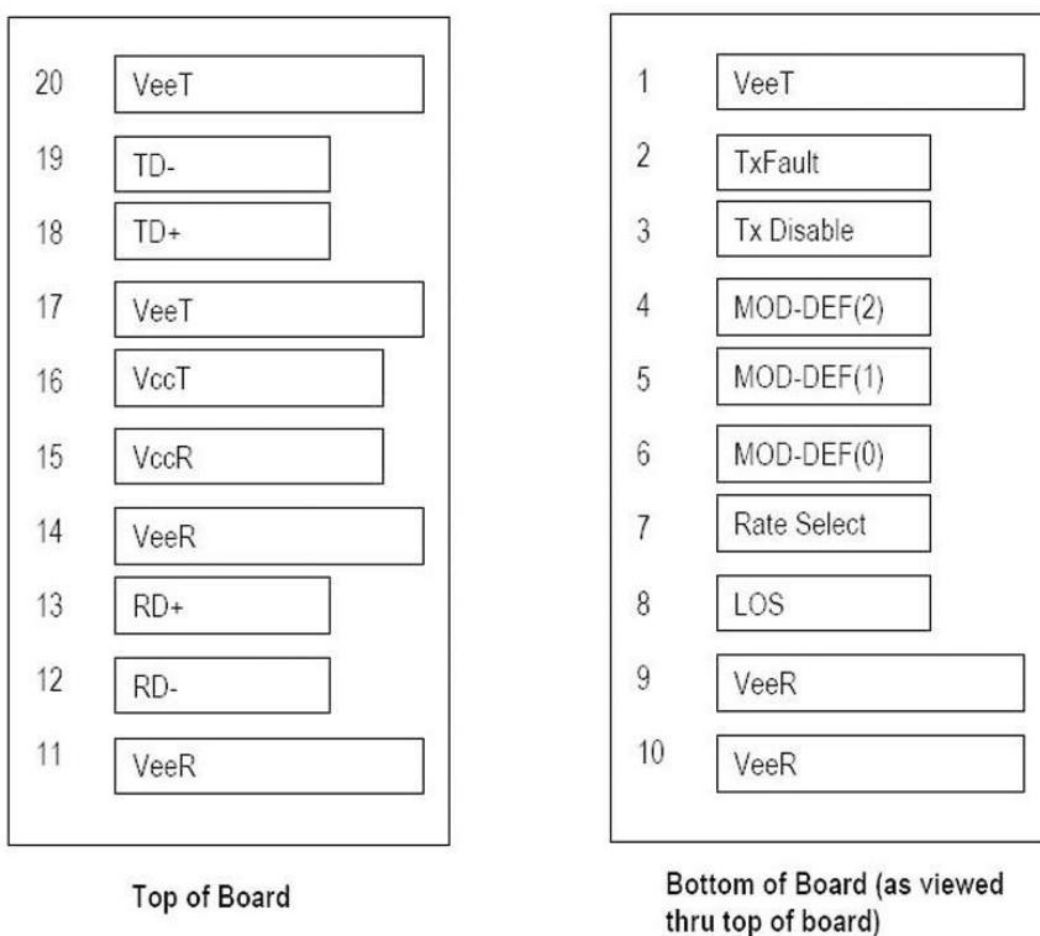 20 VeeT
19 TD-
18 TD+
17 VeeT
16 VccT
15 VccR
14 VeeR
13 RD+
12 RD-
11 VeeR
Top of Board
1 VeeT
2 TxFault
3 Tx Disable
4 MOD-DEF(2)
5 MOD-DEF(1)
6 MOD-DEF(0)
7 Rate Select
8 LOS
9 VeeR
10 VeeR
Bottom of Board (as viewed
thru top of board)